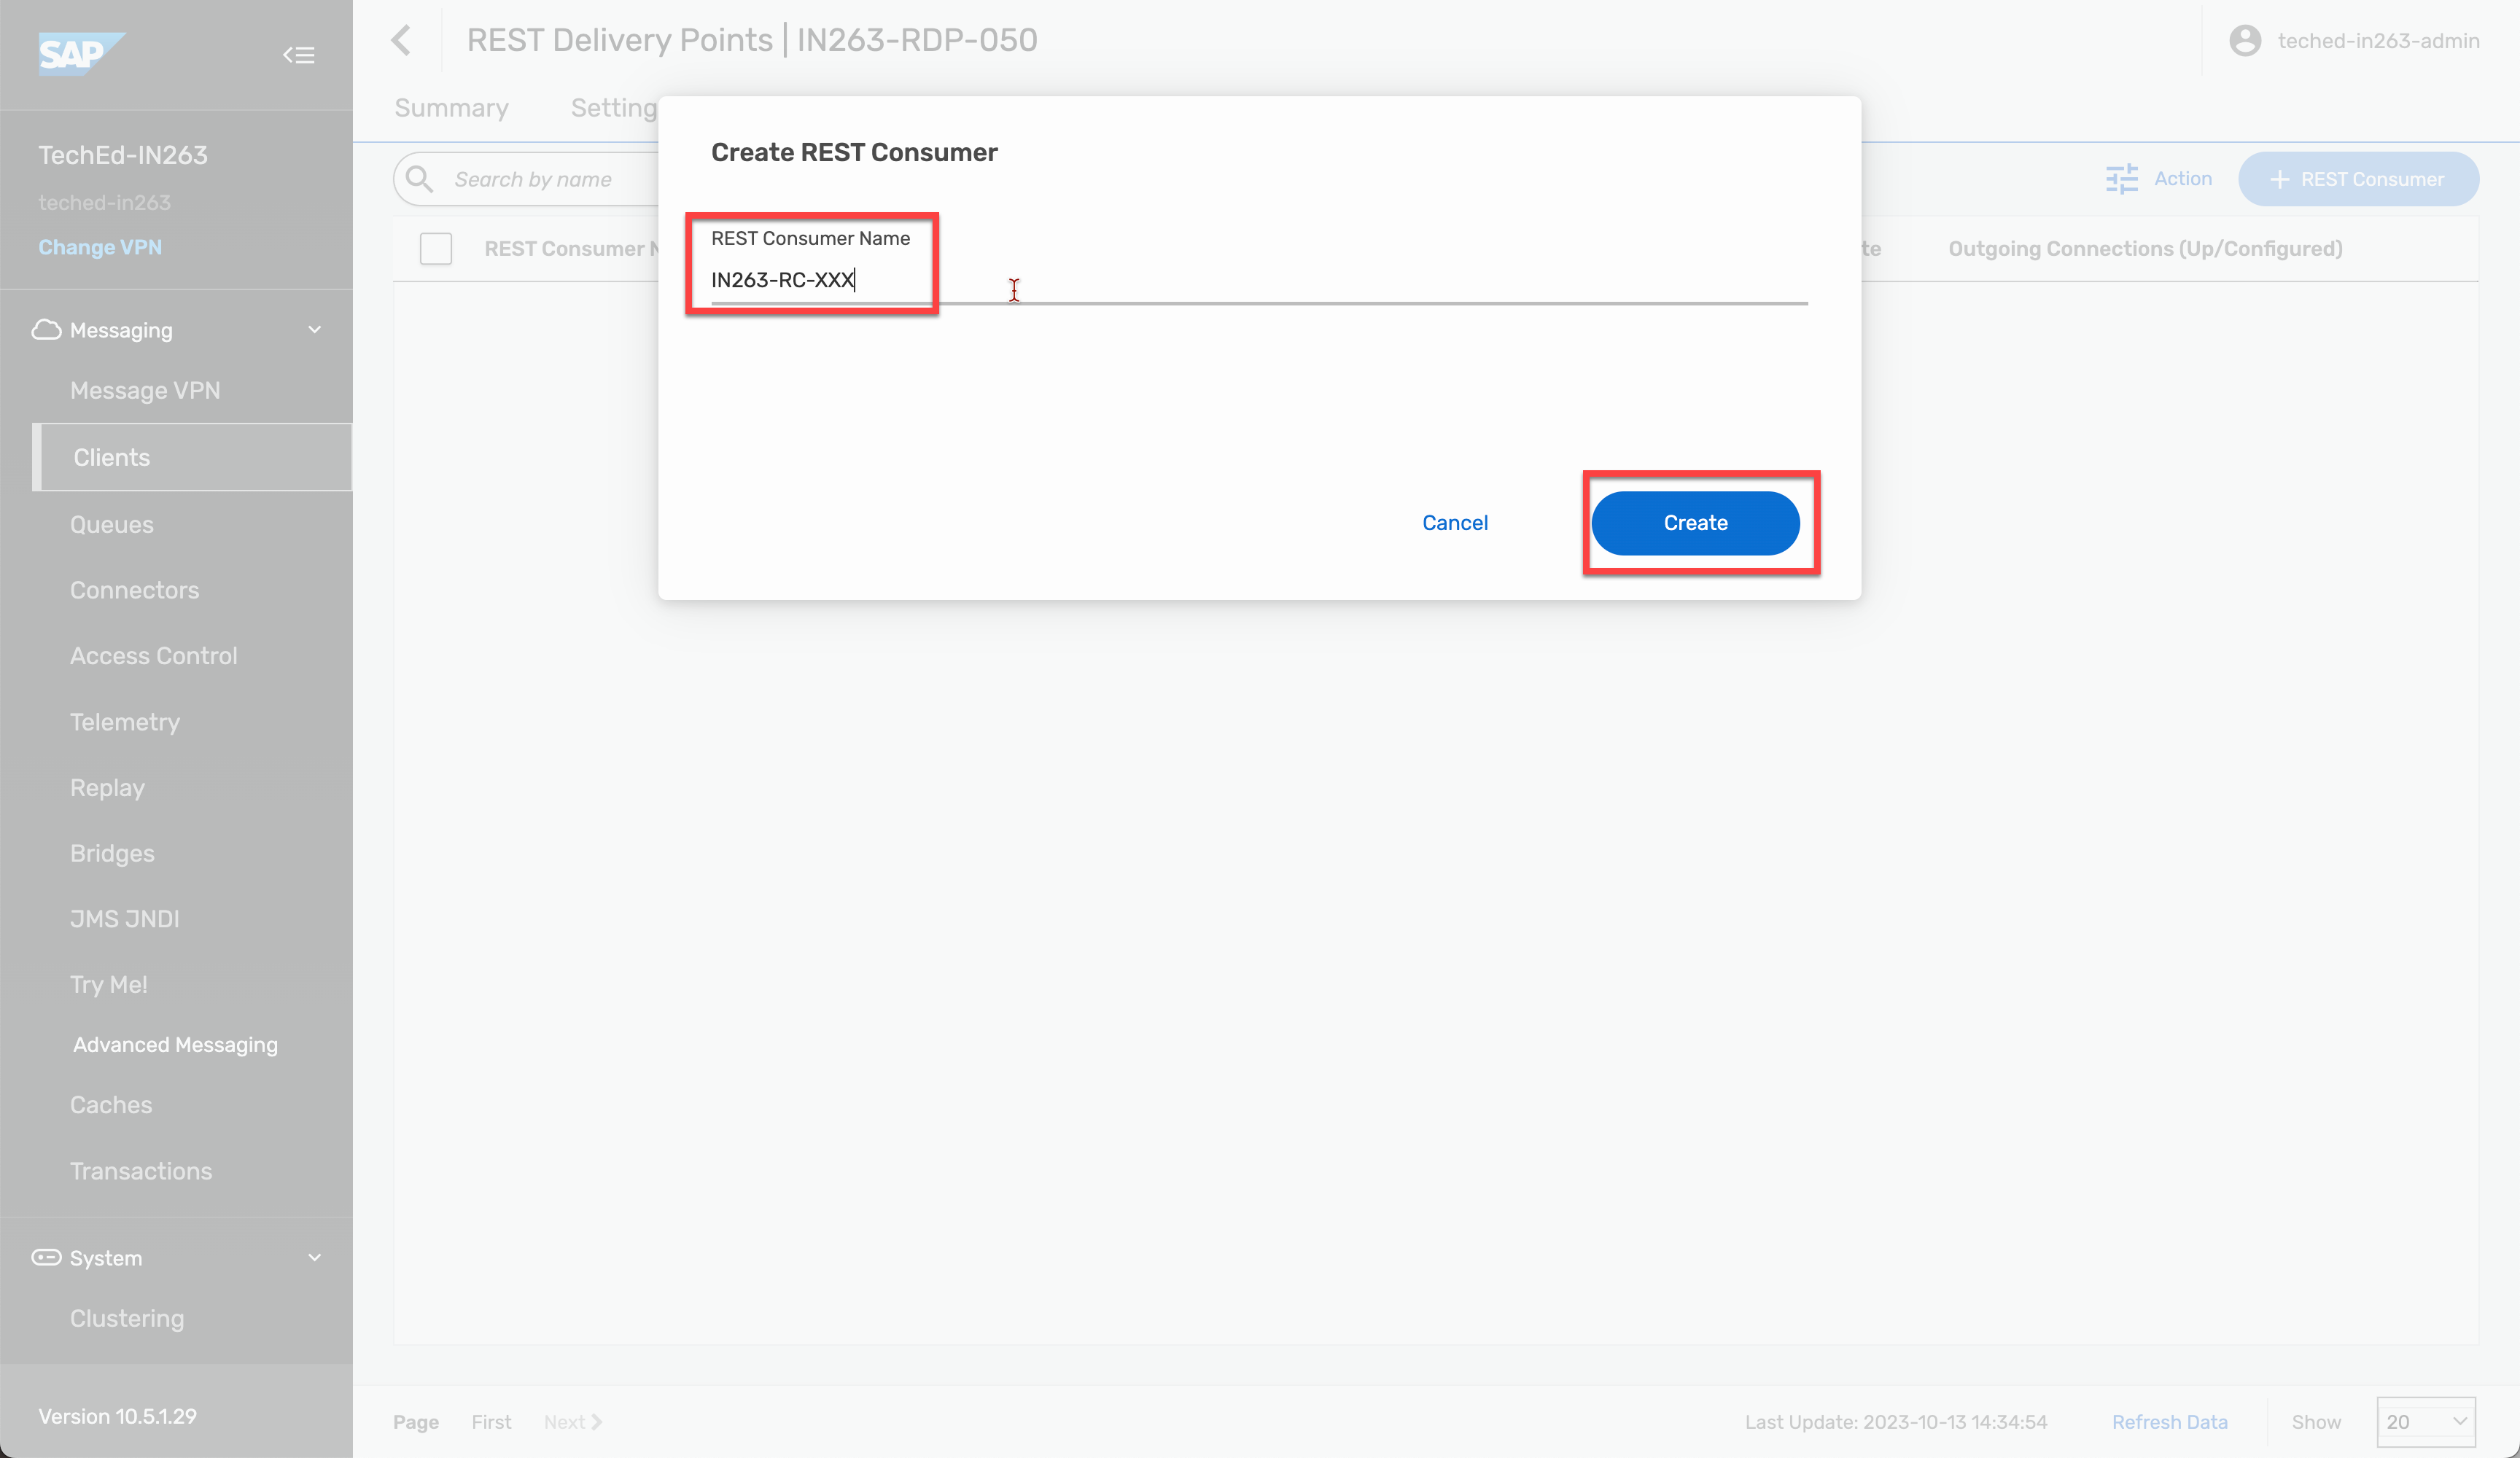 SAP
REST Delivery Points | IN263-RDP-050
teched-in263-admin
TechEd-IN263
teched-in263
Change VPN
Messaging
Message VPN
Clients
Queues
Connectors
Access Control
Telemetry
Replay
Bridges
JMS JNDI
Try Me!
Advanced Messaging
Caches
Transactions
System
Clustering
Version 10.5.1.29
Summary
Setting
Search by name
Action
+ REST Consumer
REST Consumer
te
Outgoing Connections (Up/Configured)
Create REST Consumer
REST Consumer Name
IN263-RC-XXX
Cancel
Create
Page
First
Next
Last Update: 2023-10-13 14:34:54
Refresh Data
Show
20